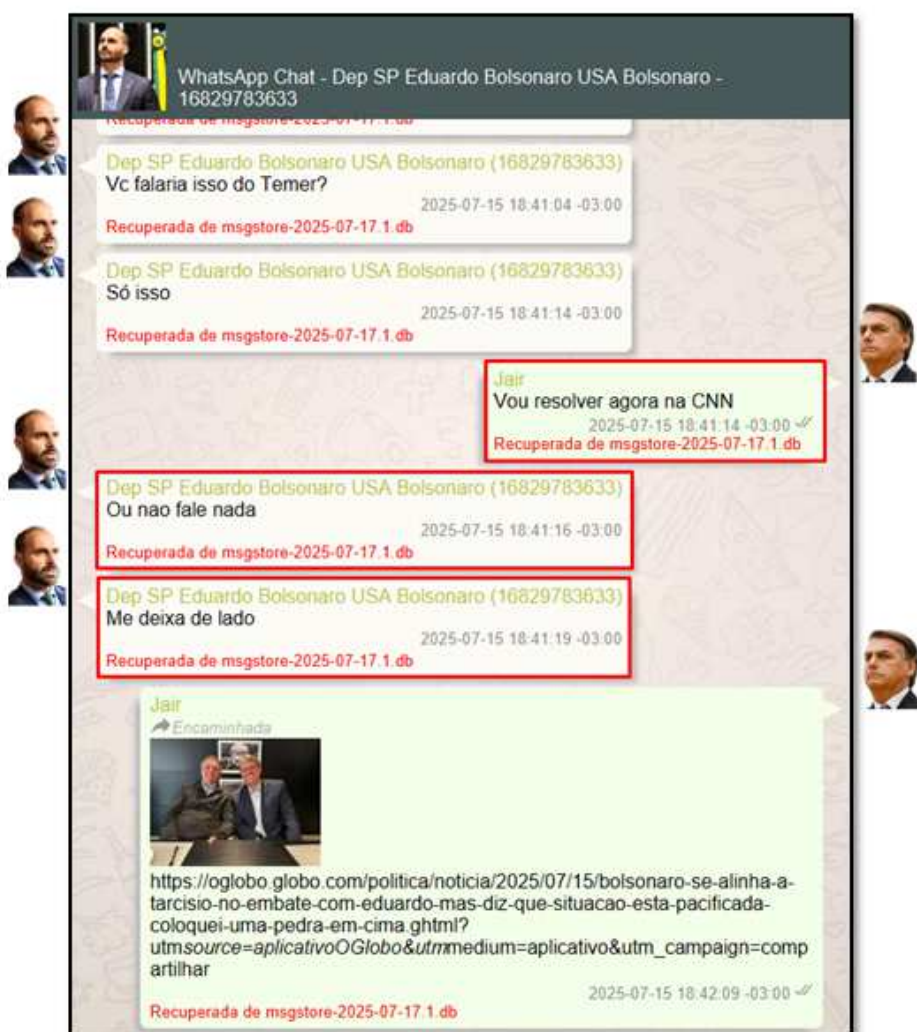 WhatsApp Chat - Dep SP Eduardo Bolsonaro USA Bolsonaro -
16829783633
Recuperada de msgstore-2025-07-17.1.db
Dep SP Eduardo Bolsonaro USA Bolsonaro (16829783633)
Vc falaria isso do Temer?
2025-07-15 18:41:04 -03:00
Recuperada de msgstore-2025-07-17.1.db
Dep SP Eduardo Bolsonaro USA Bolsonaro (16829783633)
Só isso
2025-07-15 18:41:14 -03:00
Recuperada de msgstore-2025-07-17.1.db
Jair
Vou resolver agora na CNN
2025-07-15 18:41:14 -03:00
Recuperada de msgstore-2025-07-17.1.db
Dep SP Eduardo Bolsonaro USA Bolsonaro (16829783633)
Ou nao fale nada
2025-07-15 18:41:16 -03:00
Recuperada de msgstore-2025-07-17.1.db
Dep SP Eduardo Bolsonaro USA Bolsonaro (16829783633)
Me deixa de lado
2025-07-15 18:41:19 -03:00
Recuperada de msgstore-2025-07-17.1.db
Jair
Encaminhada
https://oglobo.globo.com/politica/noticia/2025/07/15/bolsonaro-se-alinha-a-
tarcisio-no-embate-com-eduardo-mas-diz-que-situacao-esta-pacificada-
coloquei-uma-pedra-em-cima.ghtml?
utmsource=aplicativoOGlobo&utmmedium=aplicativo&utm_campaign=comp
artilhar
2025-07-15 18:42:09 -03:00
Recuperada de msgstore-2025-07-17.1.db